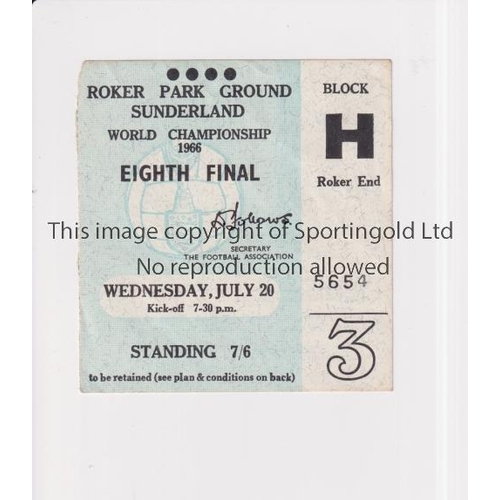 ROKER PARK GROUND
SUNDERLAND
WORLD CHAMPIONSHIP
1966
EIGHTH FINAL
D Follows
SECRETARY
THE FOOTBALL ASSOCIATION
WEDNESDAY, JULY 20
Kick-off 7-30 p.m.
STANDING 7/6
to be retained (see plan & conditions on back)
BLOCK
H
Roker End
5654
3
This image copyright of Sportingold Ltd
No reproduction allowed